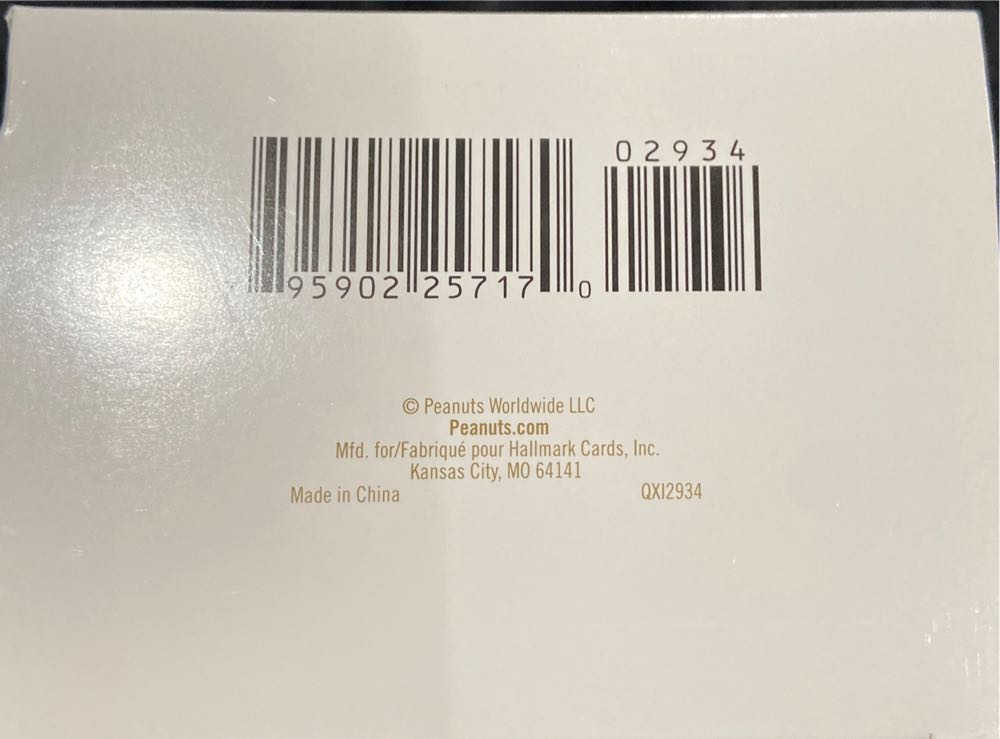 02934
95902 25717 0
© Peanuts Worldwide LLC
Peanuts.com
Mfd. for/Fabriqué pour Hallmark Cards, Inc.
Kansas City, MO 64141
Made in China QXI2934